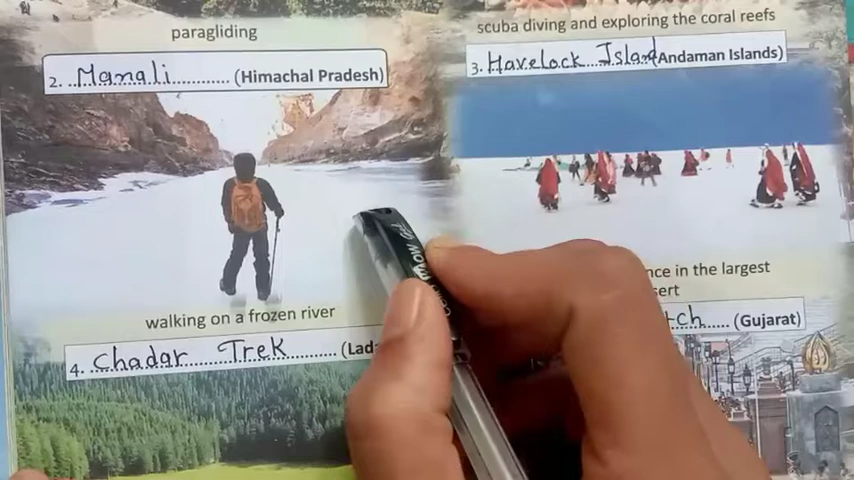 paragliding
scuba diving and exploring the coral reefs
2. Manali (Himachal Pradesh)
3. Havelock Island (Andaman Islands)
walking on a frozen river
nce in the largest
sert
4. Chadar Trek (Lada
tch (Gujarat)